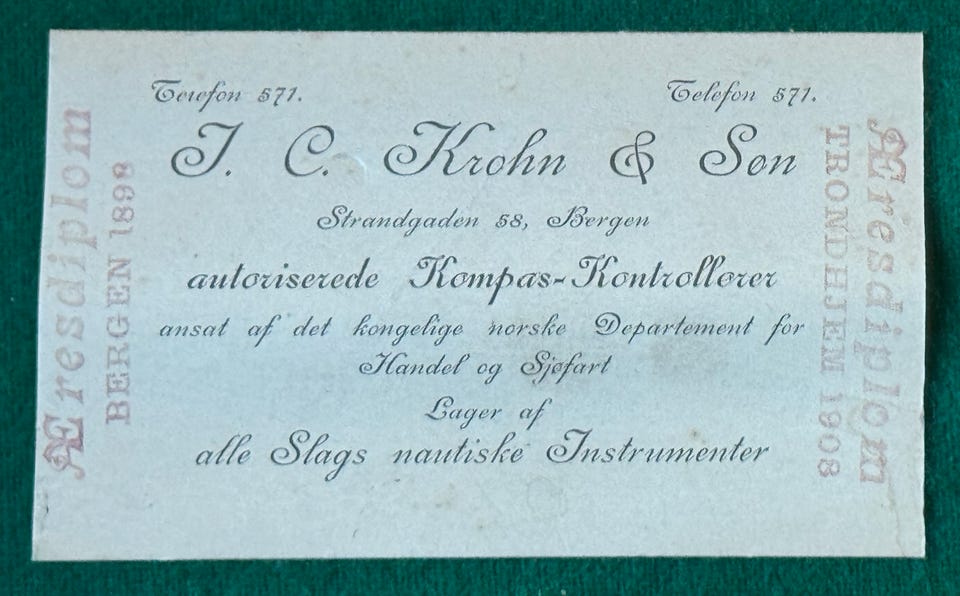 Telefon 571. Telefon 571.
J. C. Krohn & Søn
Strandgaden 58, Bergen
autoriserede Kompas-Kontrollører
ansat af det kongelige norske Departement for
Handel og Sjøfart
Lager af
alle Slags nautiske Instrumenter
Æresdiplom
BERGEN 1898
Æresdiplom
TRONDHJEM 1908